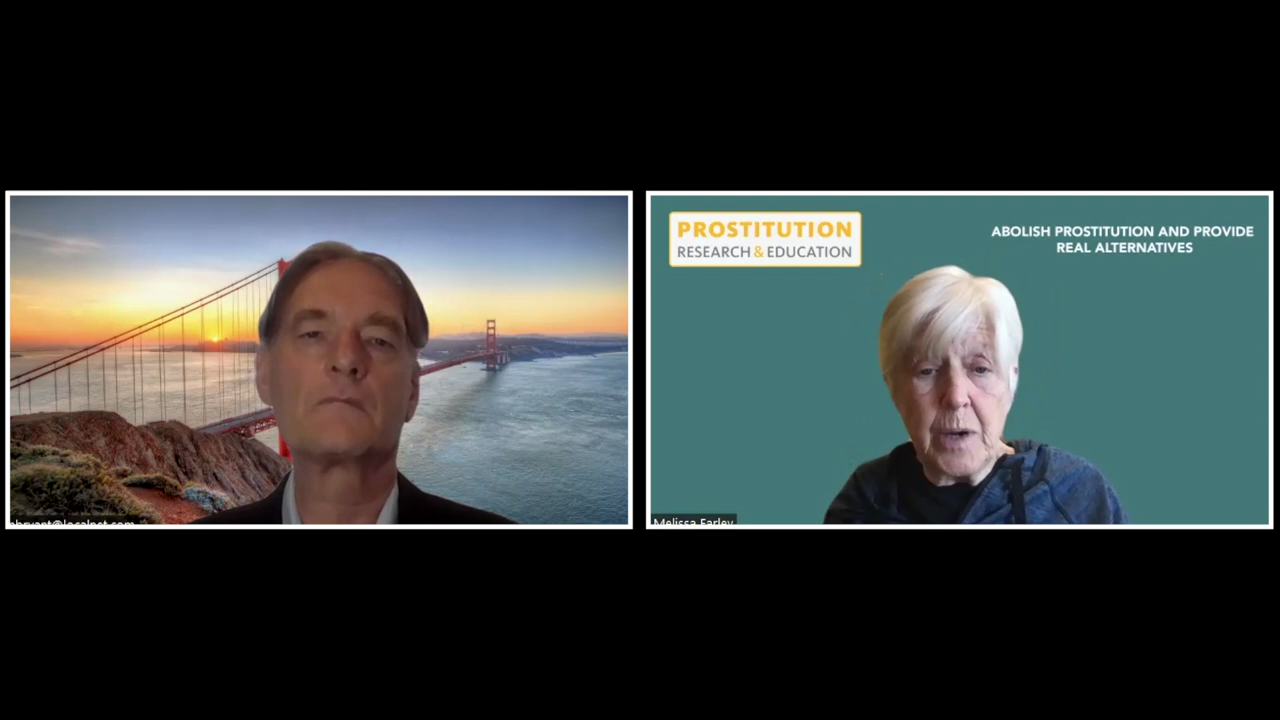 PROSTITUTION
RESEARCH & EDUCATION
ABOLISH PROSTITUTION AND PROVIDE
REAL ALTERNATIVES
Melissa Farley